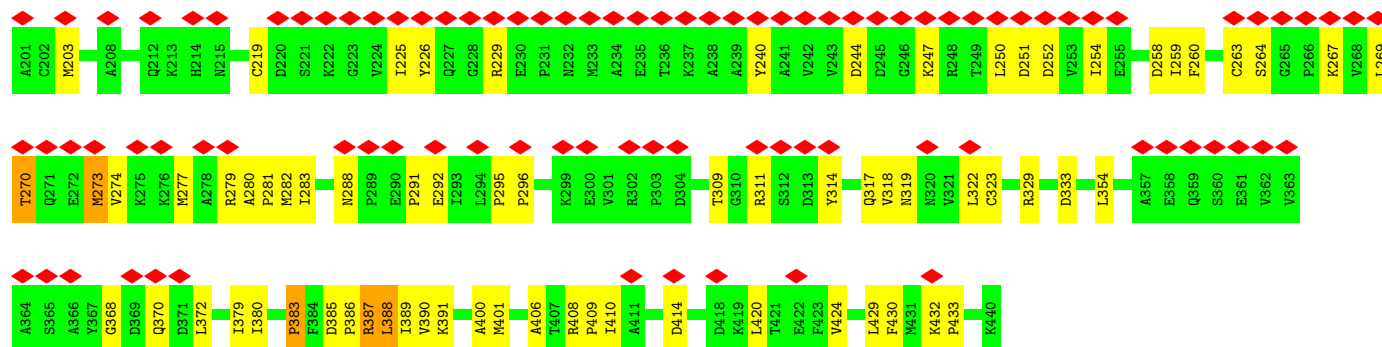 A201 C202 M203 A208 Q212 K213 H214 N215 C219 D220 S221 K222 G223 V224 I225 Y226 Q227 G228 R229 E230 P231 N232 M233 A234 E235 T236 K237 A238 A239 Y240 A241 V242 V243 D244 D245 G246 K247 R248 T249 L250 D251 D252 V253 I254 E255 D258 I259 F260 C263 S264 G265 P266 K267 V268 L269
T270 Q271 E272 M273 V274 K275 K276 M277 A278 R279 A280 P281 M282 I283 N288 P289 E290 P291 E292 I293 L294 P295 P296 K299 E300 V301 R302 P303 D304 T309 G310 R311 S312 D313 Y314 Q317 V318 N319 N320 V321 L322 C323 R329 D333 L354 A357 E358 Q359 S360 E361 V362 V363
A364 S365 A366 Y367 G368 D369 Q370 D371 L372 I379 I380 P383 F384 D385 P386 R387 L388 I389 V390 K391 A400 M401 A406 T407 R408 P409 I410 A411 D414 D418 K419 L420 T421 E422 F423 V424 L429 F430 M431 K432 P433 K440